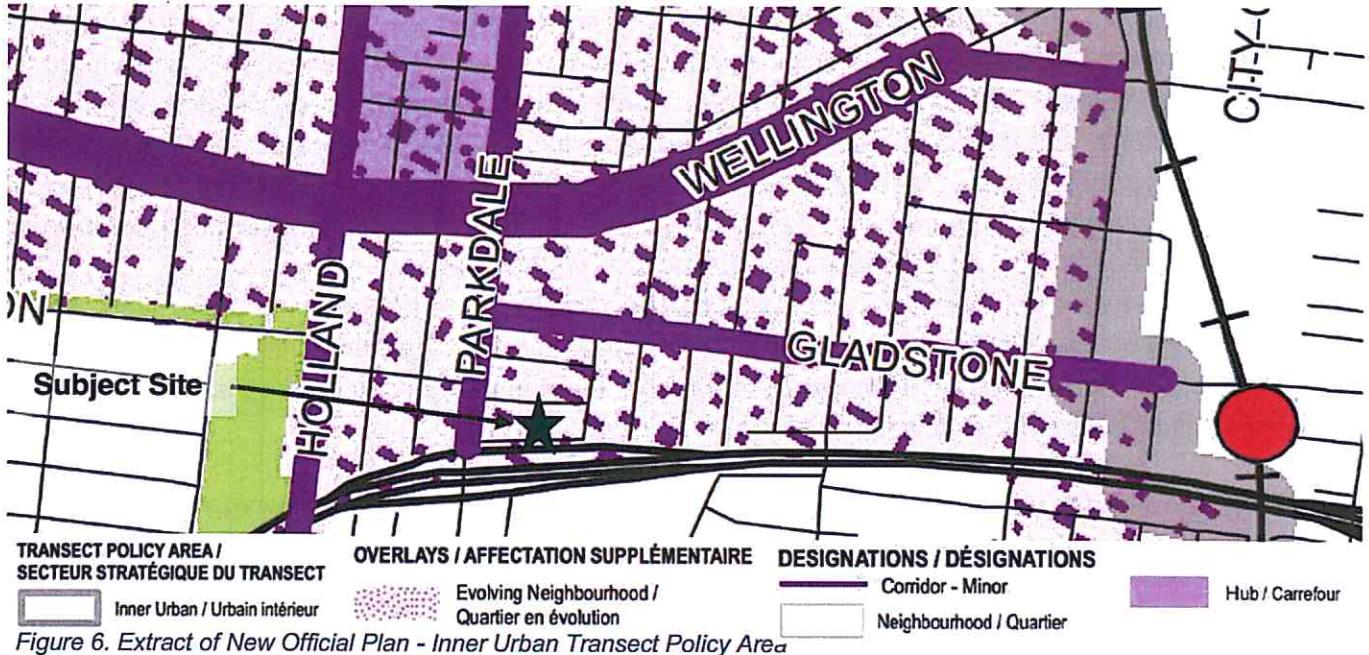 CITY-C
WELLINGTON
PARKDALE
HOLLAND
ON
GLADSTONE
Subject Site
TRANSECT POLICY AREA /
SECTEUR STRATÉGIQUE DU TRANSECT
Inner Urban / Urbain intérieur
OVERLAYS / AFFECTATION SUPPLÉMENTAIRE
Evolving Neighbourhood /
Quartier en évolution
DESIGNATIONS / DÉSIGNATIONS
Corridor - Minor
Neighbourhood / Quartier
Hub / Carrefour
Figure 6. Extract of New Official Plan - Inner Urban Transect Policy Area